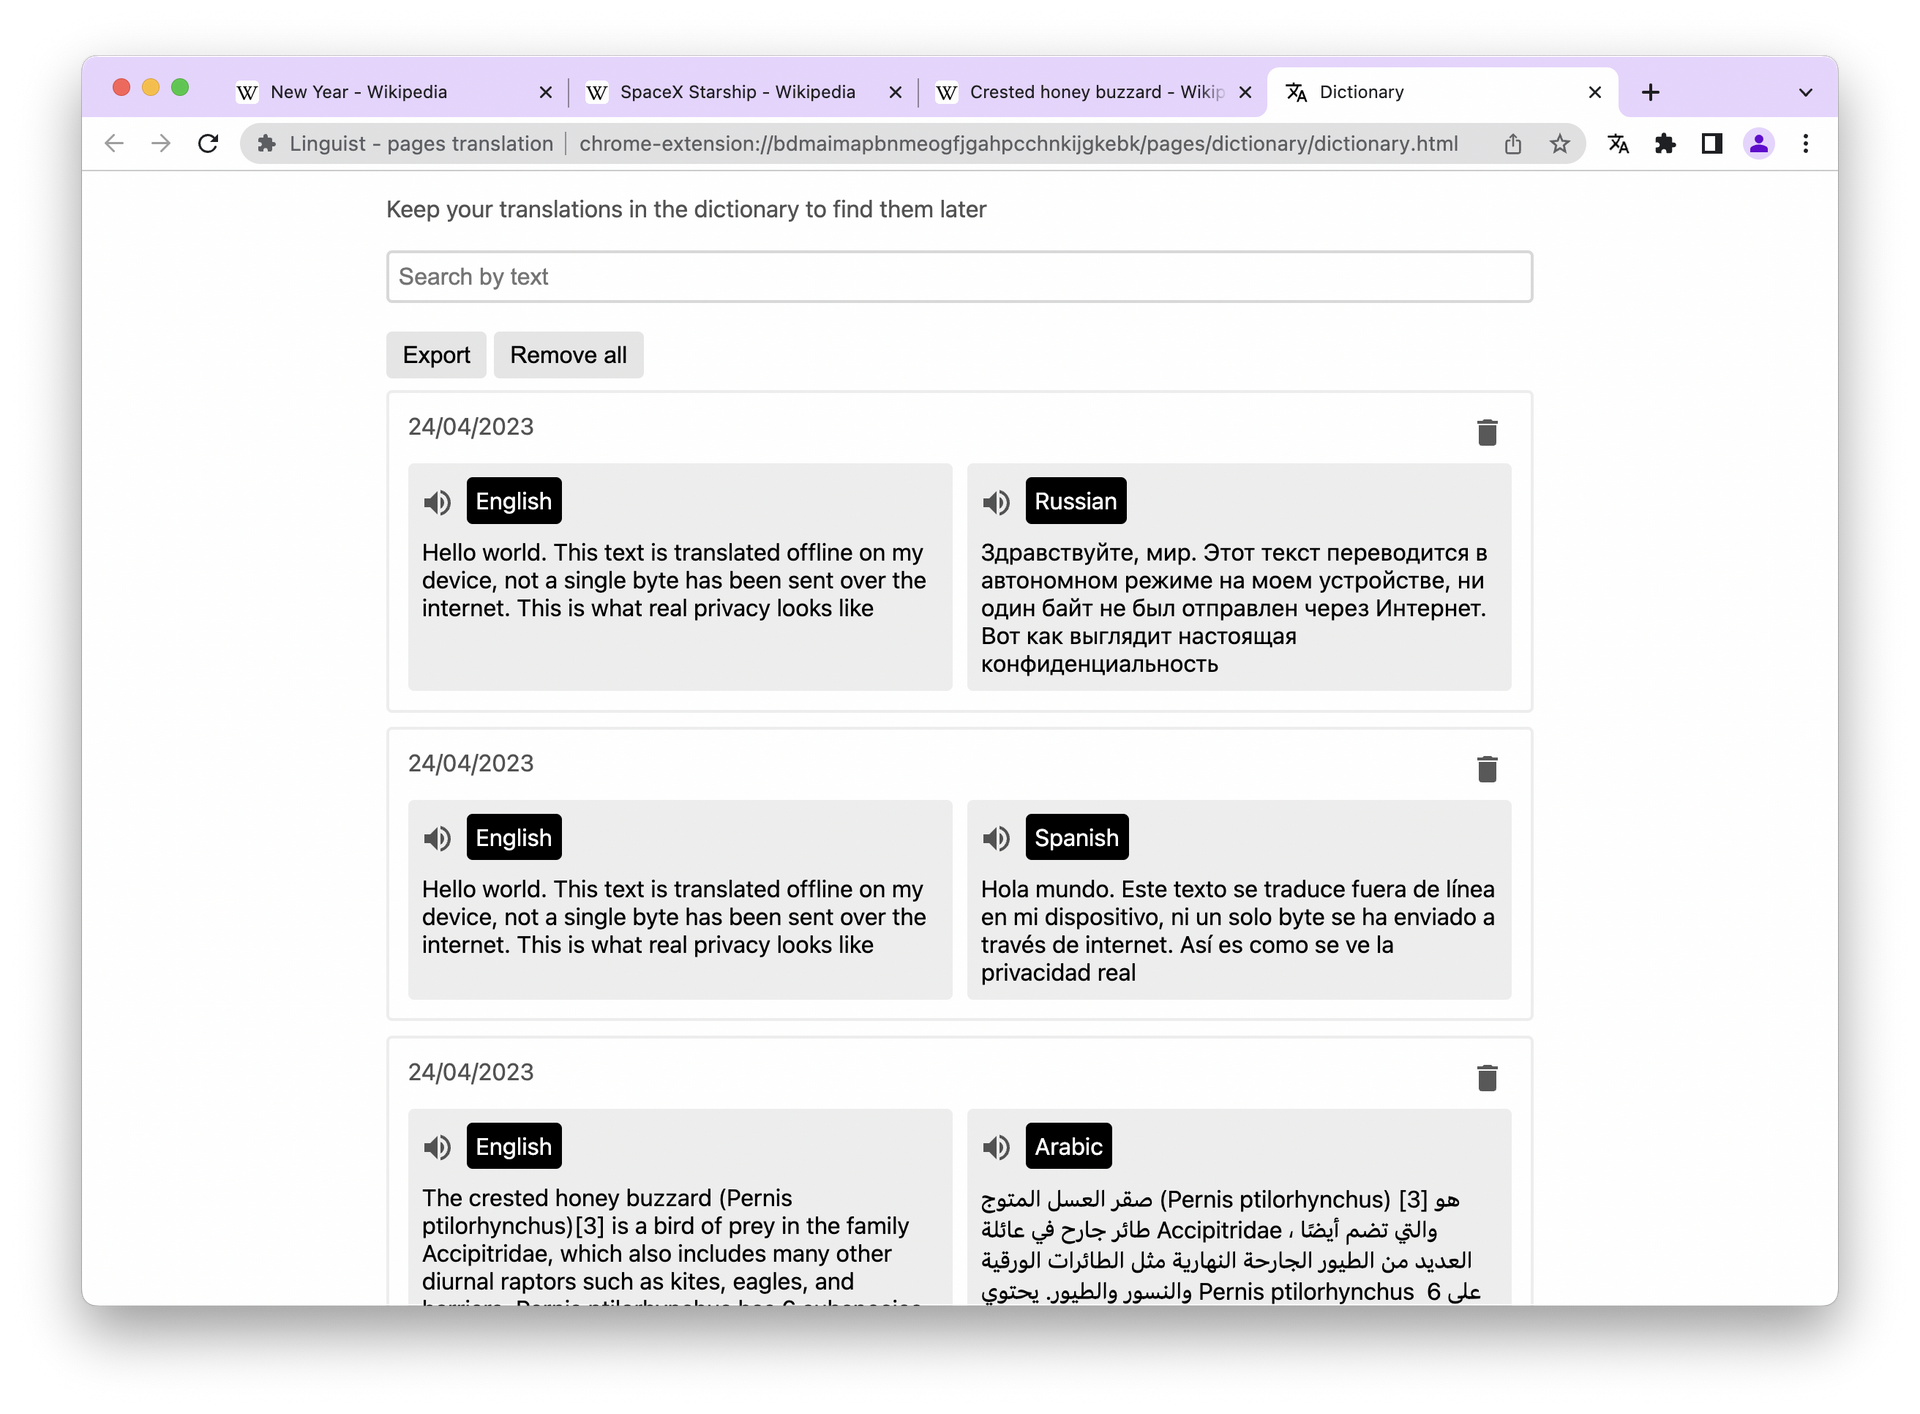 New Year - Wikipedia
SpaceX Starship - Wikipedia
Crested honey buzzard - Wikip
Dictionary
Linguist - pages translation
chrome-extension://bdmaimapbnmeogfjgahpcchnkijgkebk/pages/dictionary/dictionary.html
Keep your translations in the dictionary to find them later
Search by text
Export
Remove all
24/04/2023
English
Hello world. This text is translated offline on my
device, not a single byte has been sent over the
internet. This is what real privacy looks like
Russian
Здравствуйте, мир. Этот текст переводится в
автономном режиме на моем устройстве, ни
один байт не был отправлен через Интернет.
Вот как выглядит настоящая
конфиденциальность
24/04/2023
English
Hello world. This text is translated offline on my
device, not a single byte has been sent over the
internet. This is what real privacy looks like
Spanish
Hola mundo. Este texto se traduce fuera de línea
en mi dispositivo, ni un solo byte se ha enviado a
través de internet. Así es como se ve la
privacidad real
24/04/2023
English
The crested honey buzzard (Pernis
ptilorhynchus)[3] is a bird of prey in the family
Accipitridae, which also includes many other
diurnal raptors such as kites, eagles, and
harriers. Pernis ptilorhynchus has 6 subspecies
Arabic
صقر العسل المتوج (Pernis ptilorhynchus) [3] هو
طائر جارح في عائلة Accipitridae ، والتي تضم أيضًا
العديد من الطيور الجارحة النهارية مثل الطائرات الورقية
والنسور والطيور. يحتوي Pernis ptilorhynchus على 6